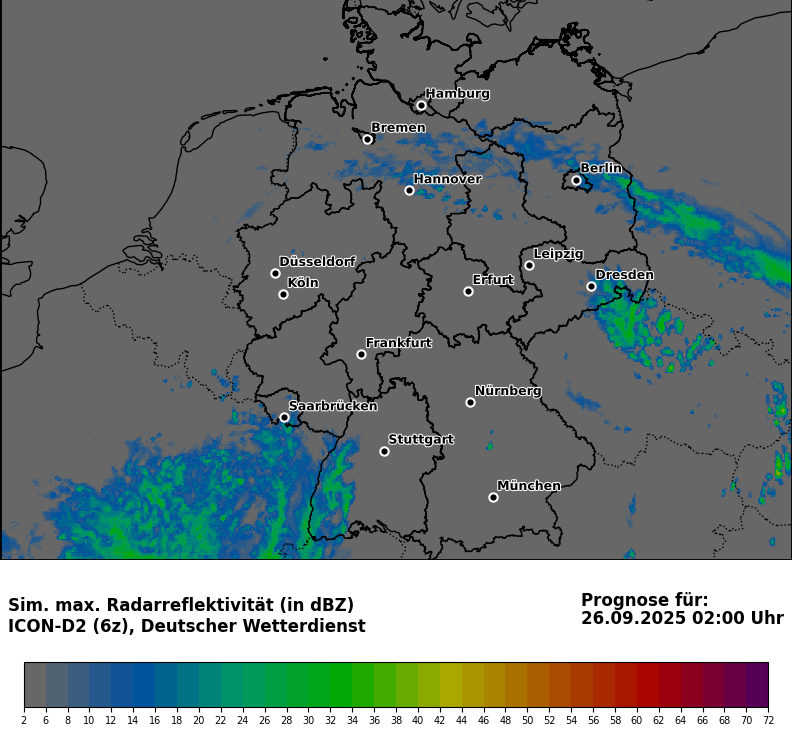 Hamburg
Bremen
Berlin
Hannover
Leipzig
Düsseldorf
Dresden
Köln
Erfurt
Frankfurt
Nürnberg
Saarbrücken
Stuttgart
München
Sim. max. Radarreflektivität (in dBZ)
ICON-D2 (6z), Deutscher Wetterdienst
Prognose für:
26.09.2025 02:00 Uhr
2 6 8 10 12 14 16 18 20 22 24 26 28 30 32 34 36 38 40 42 44 46 48 50 52 54 56 58 60 62 64 66 68 70 72